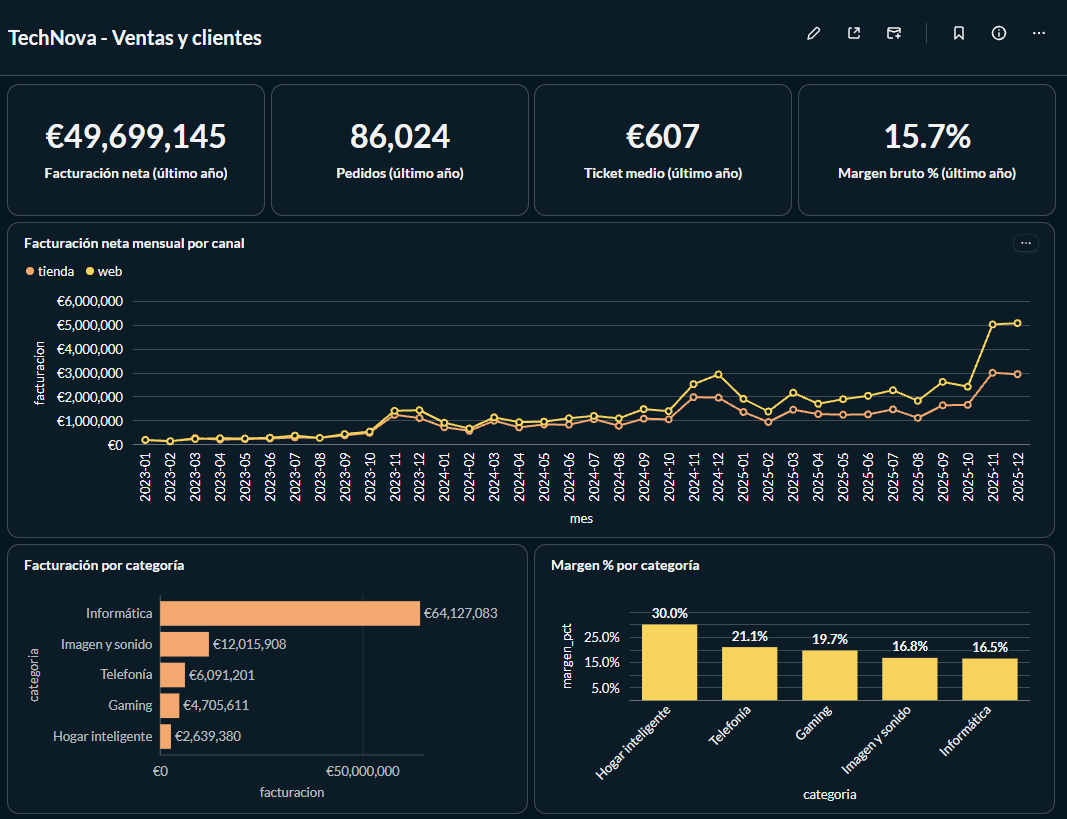 TechNova - Ventas y clientes
€49,699,145
Facturación neta (último año)
86,024
Pedidos (último año)
€607
Ticket medio (último año)
15.7%
Margen bruto % (último año)
Facturación neta mensual por canal
tienda
web
€6,000,000
€5,000,000
€4,000,000
€3,000,000
€2,000,000
€1,000,000
€0
facturacion
2023-01
2023-02
2023-03
2023-04
2023-05
2023-06
2023-07
2023-08
2023-09
2023-10
2023-11
2023-12
2024-01
2024-02
2024-03
2024-04
2024-05
2024-06
2024-07
2024-08
2024-09
2024-10
2024-11
2024-12
2025-01
2025-02
2025-03
2025-04
2025-05
2025-06
2025-07
2025-08
2025-09
2025-10
2025-11
2025-12
mes
Facturación por categoría
categoria
Informática €64,127,083
Imagen y sonido €12,015,908
Telefonía €6,091,201
Gaming €4,705,611
Hogar inteligente €2,639,380
€0 €50,000,000
facturacion
Margen % por categoría
margen_pct
25.0%
15.0%
5.0%
30.0%
21.1%
19.7%
16.8%
16.5%
Hogar inteligente
Telefonía
Gaming
Imagen y sonido
Informática
categoria